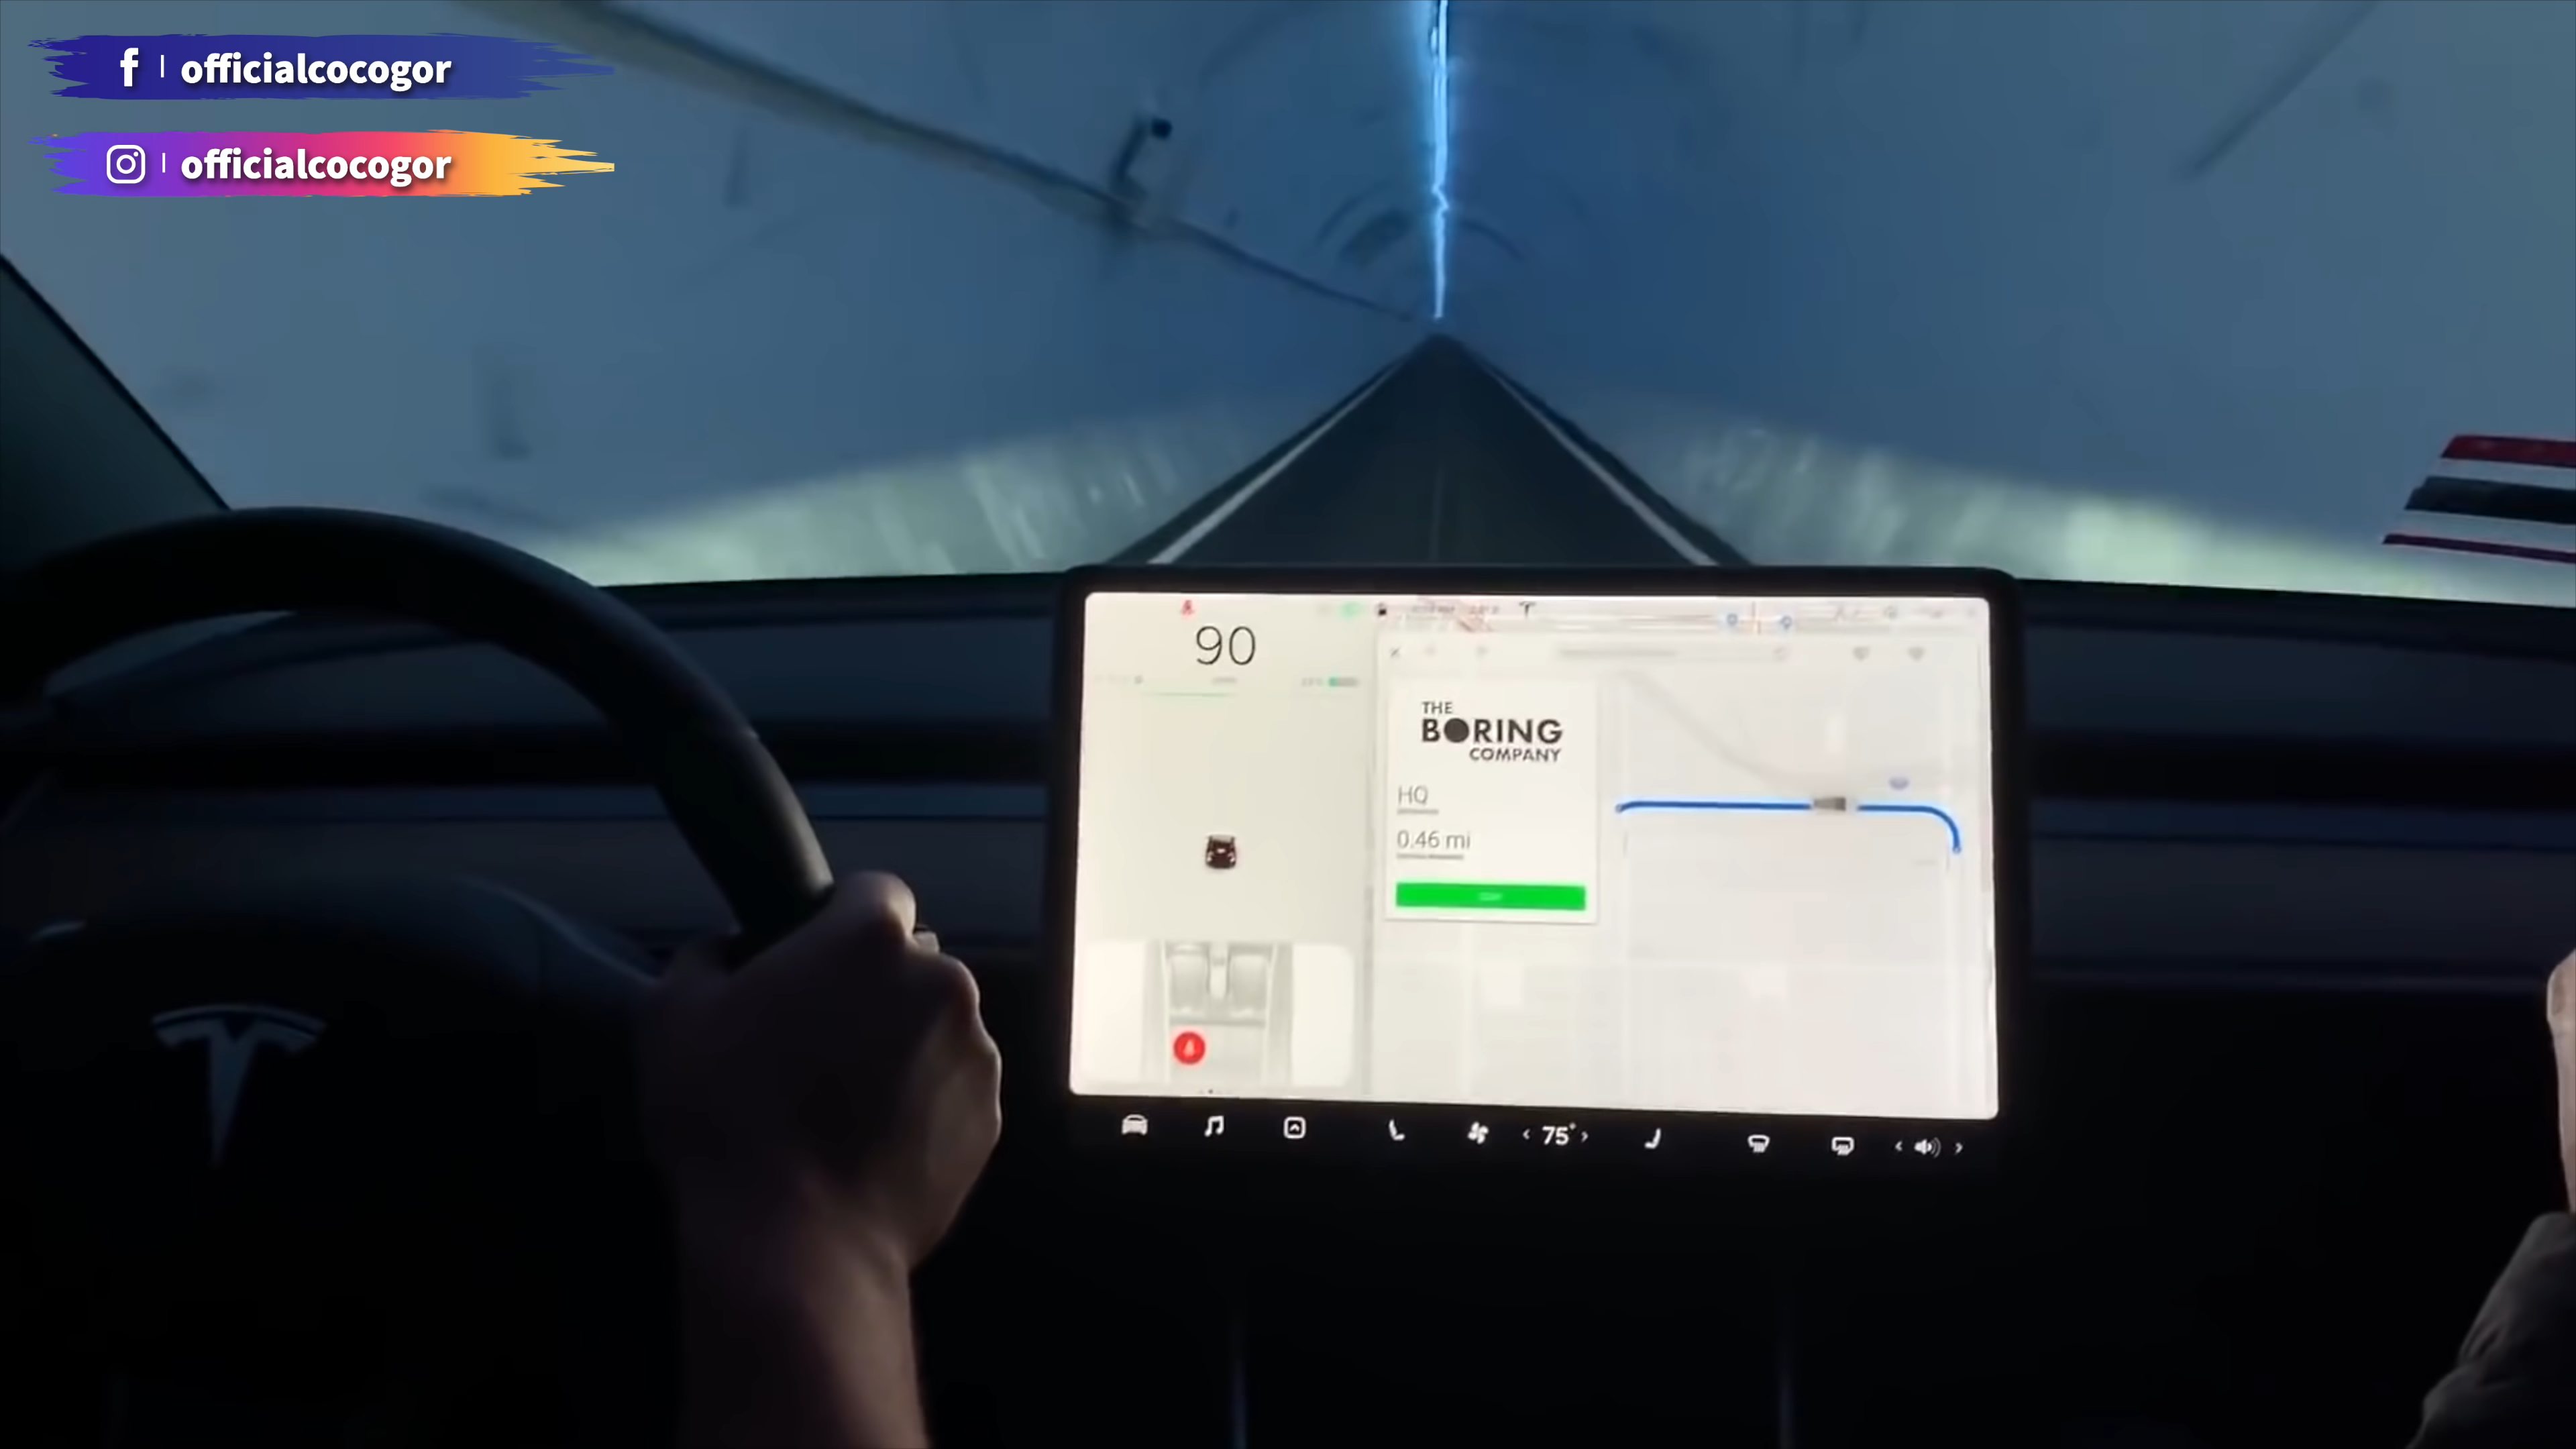 officialcocogor
officialcocogor
90
THE
BORING
COMPANY
HQ
0.46 mi
75°